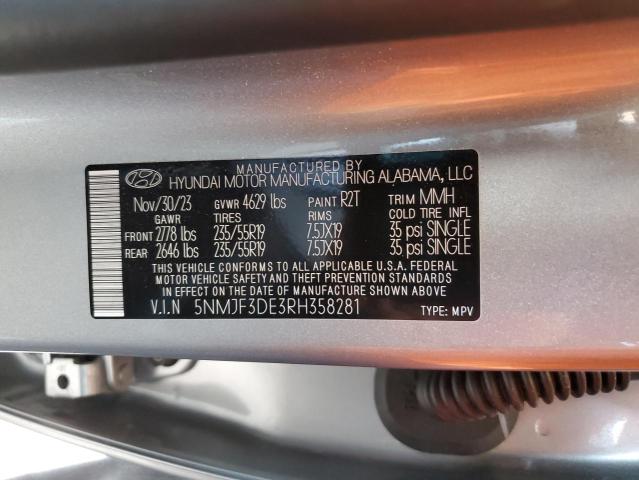 MANUFACTURED BY
HYUNDAI MOTOR MANUFACTURING ALABAMA, LLC
Nov/30/23 GVWR 4629 lbs PAINT R2T TRIM MMH
GAWR TIRES RIMS COLD TIRE INFL
FRONT 2778 lbs 235/55R19 7.5JX19 35 psi SINGLE
REAR 2646 lbs 235/55R19 7.5JX19 35 psi SINGLE
THIS VEHICLE CONFORMS TO ALL APPLICABLE U.S.A. FEDERAL
MOTOR VEHICLE SAFETY AND THEFT PREVENTION STANDARDS
IN EFFECT ON THE DATE OF MANUFACTURE SHOWN ABOVE
V.I.N 5NMJF3DE3RH358281 TYPE: MPV